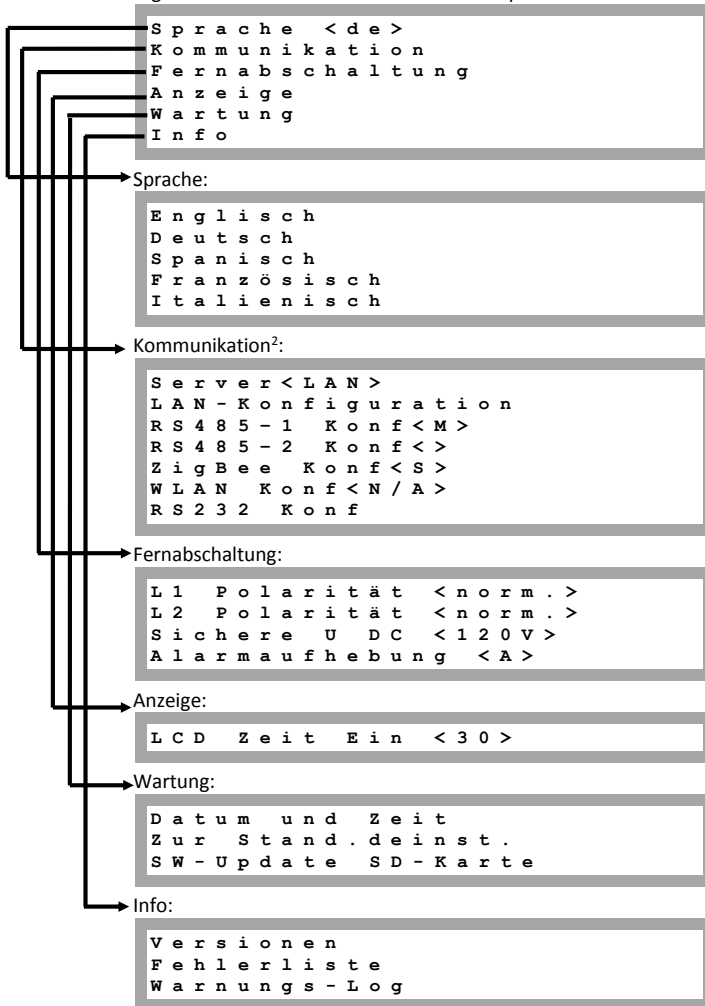 Sprache <de>
Kommunikation
Fernabschaltung
Anzeige
Wartung
Info
Sprache:
Englisch
Deutsch
Spanisch
Französisch
Italienisch
Kommunikation²:
Server<LAN>
LAN-Konfiguration
RS485-1 Konf<M>
RS485-2 Konf<>
ZigBee Konf<S>
WLAN Konf<N/A>
RS232 Konf
Fernabschaltung:
L1 Polarität <norm.>
L2 Polarität <norm.>
Sichere U DC <120V>
Alarmaufhebung <A>
Anzeige:
LCD Zeit Ein <30>
Wartung:
Datum und Zeit
Zur Stand.deinst.
SW-Update SD-Karte
Info:
Versionen
Fehlerliste
Warnungs-Log